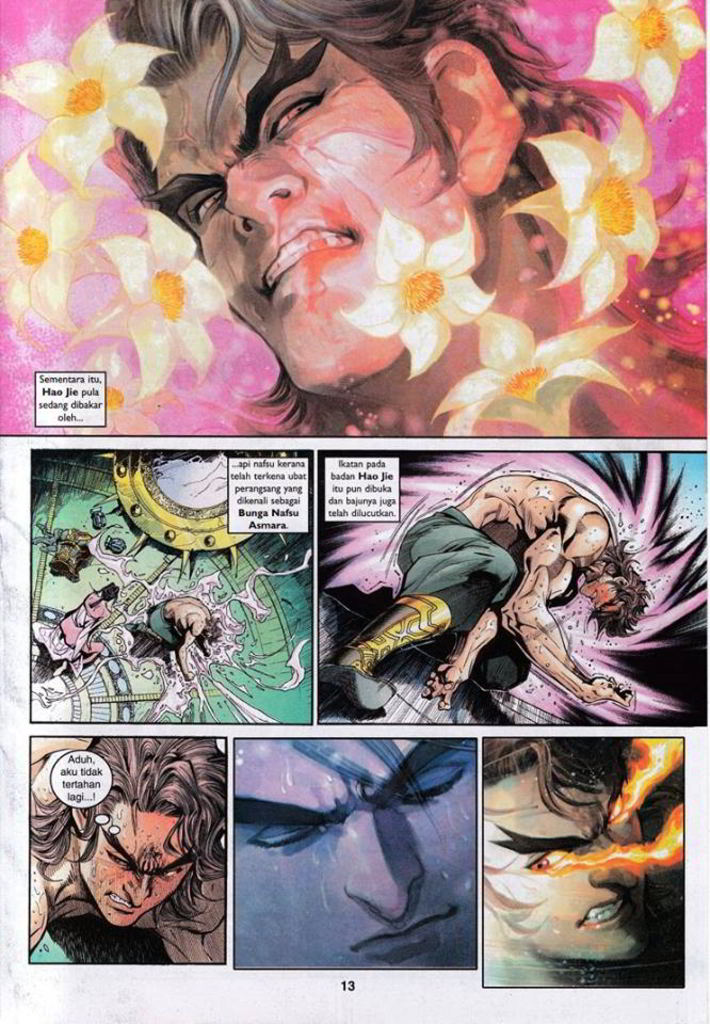 Sementara itu,
Hao Jie pula
sedang dibakar
oleh...
...api nafsu kerana
telah terkena ubat
perangsang yang
dikenali sebagai
Bunga Nafsu
Asmara.
Ikatan pada
badan Hao Jie
itu pun dibuka
dan bajunya juga
telah dilucutkan.
Aduh,
aku tidak
tertahan
lagi...!
13